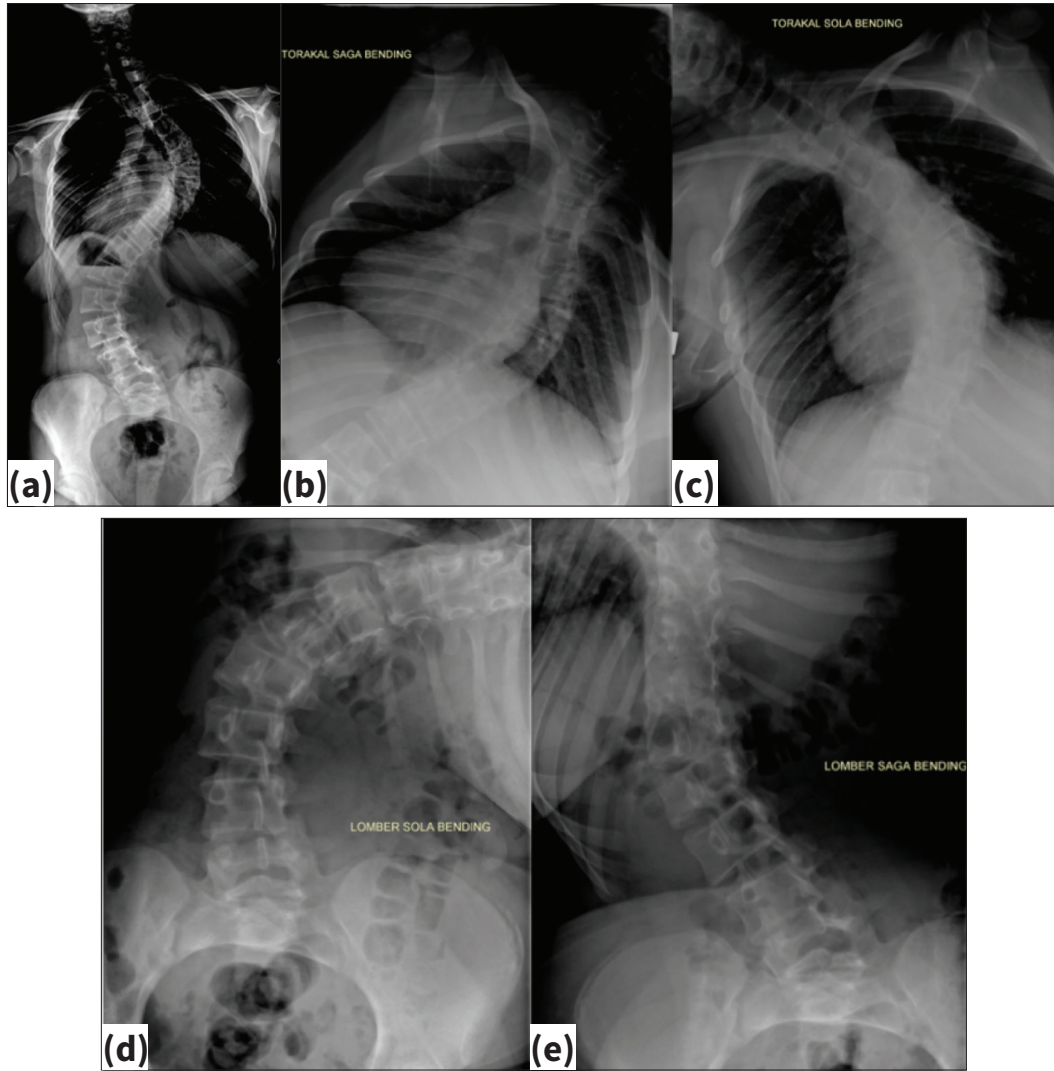 TORAKAL SAGA BENDING
TORAKAL SOLA BENDING
(a)
(b)
(c)
LOMBER SOLA BENDING
LOMBER SAGA BENDING
(d)
(e)